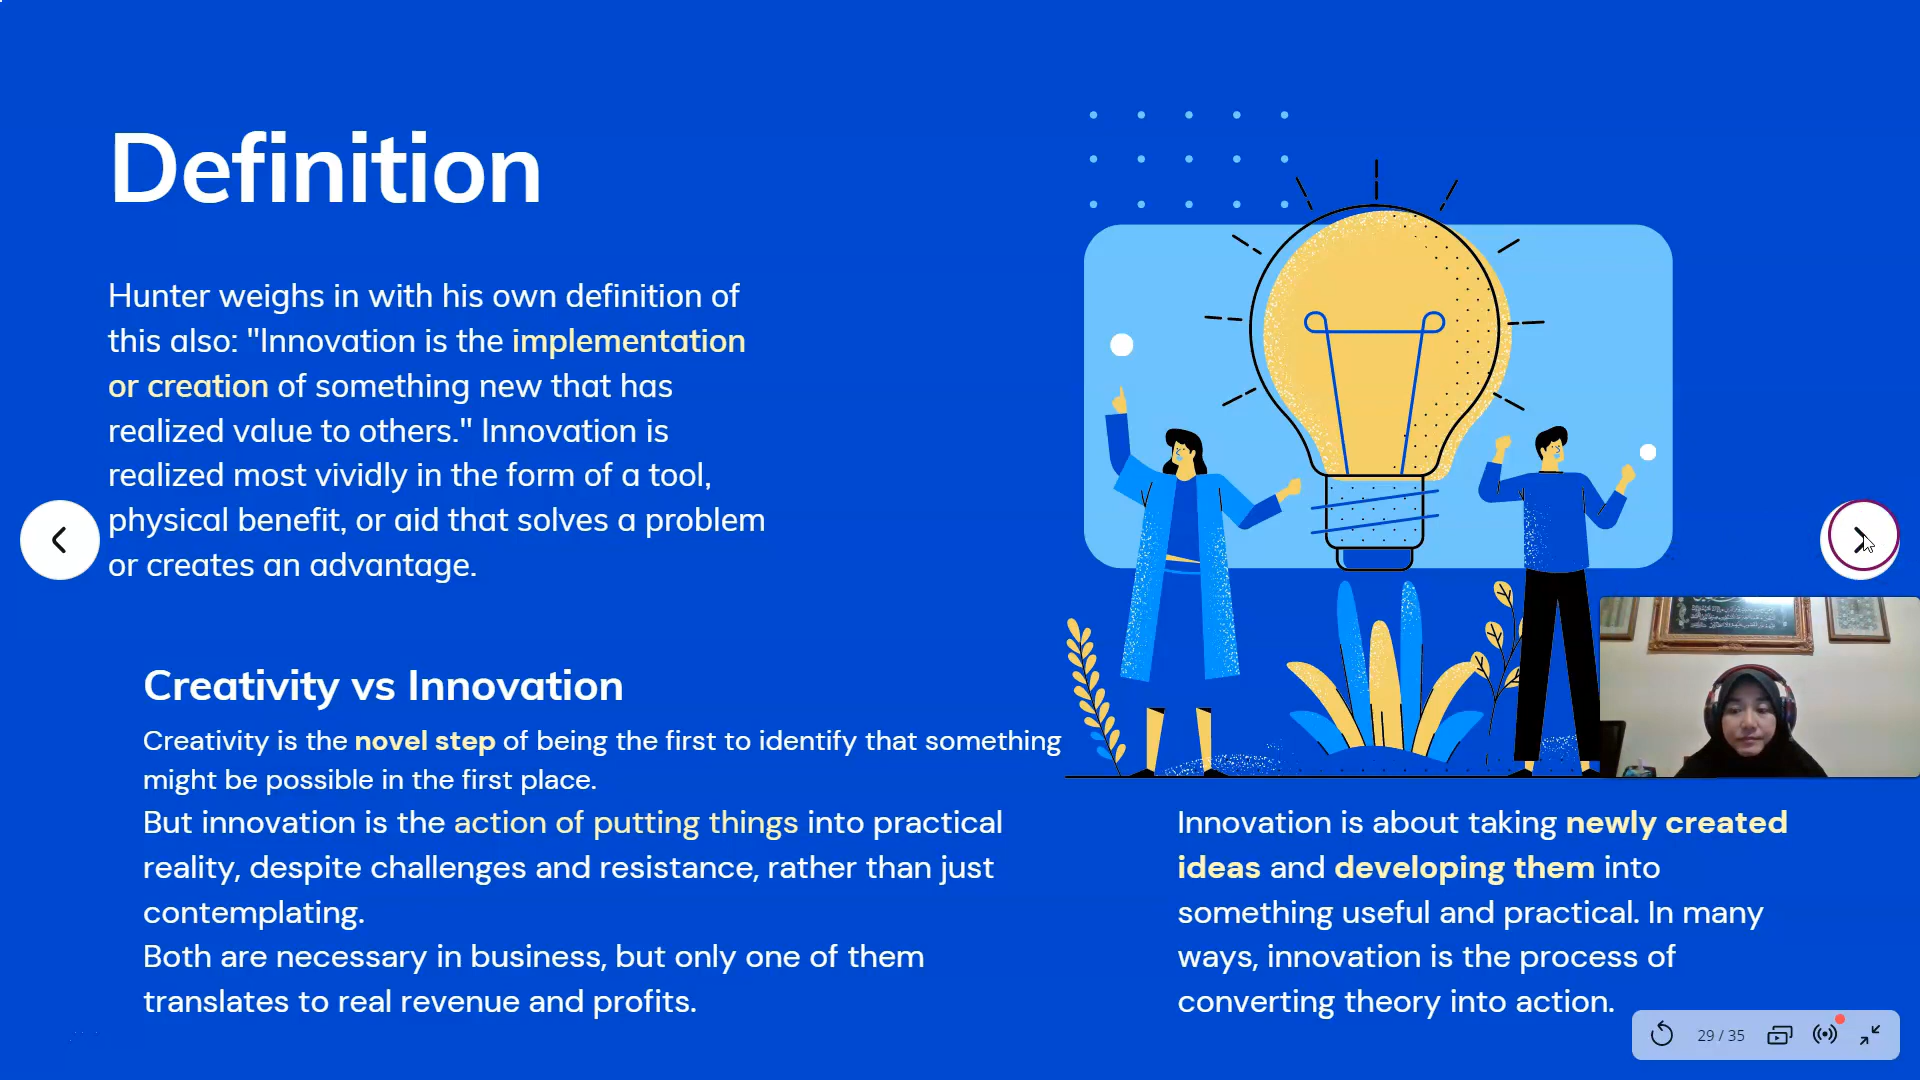 Definition
Hunter weighs in with his own definition of
this also: "Innovation is the implementation
or creation of something new that has
realized value to others." Innovation is
realized most vividly in the form of a tool,
physical benefit, or aid that solves a problem
or creates an advantage.
Creativity vs Innovation
Creativity is the novel step of being the first to identify that something
might be possible in the first place.
But innovation is the action of putting things into practical
reality, despite challenges and resistance, rather than just
contemplating.
Both are necessary in business, but only one of them
translates to real revenue and profits.
Innovation is about taking newly created
ideas and developing them into
something useful and practical. In many
ways, innovation is the process of
converting theory into action.
29 / 35